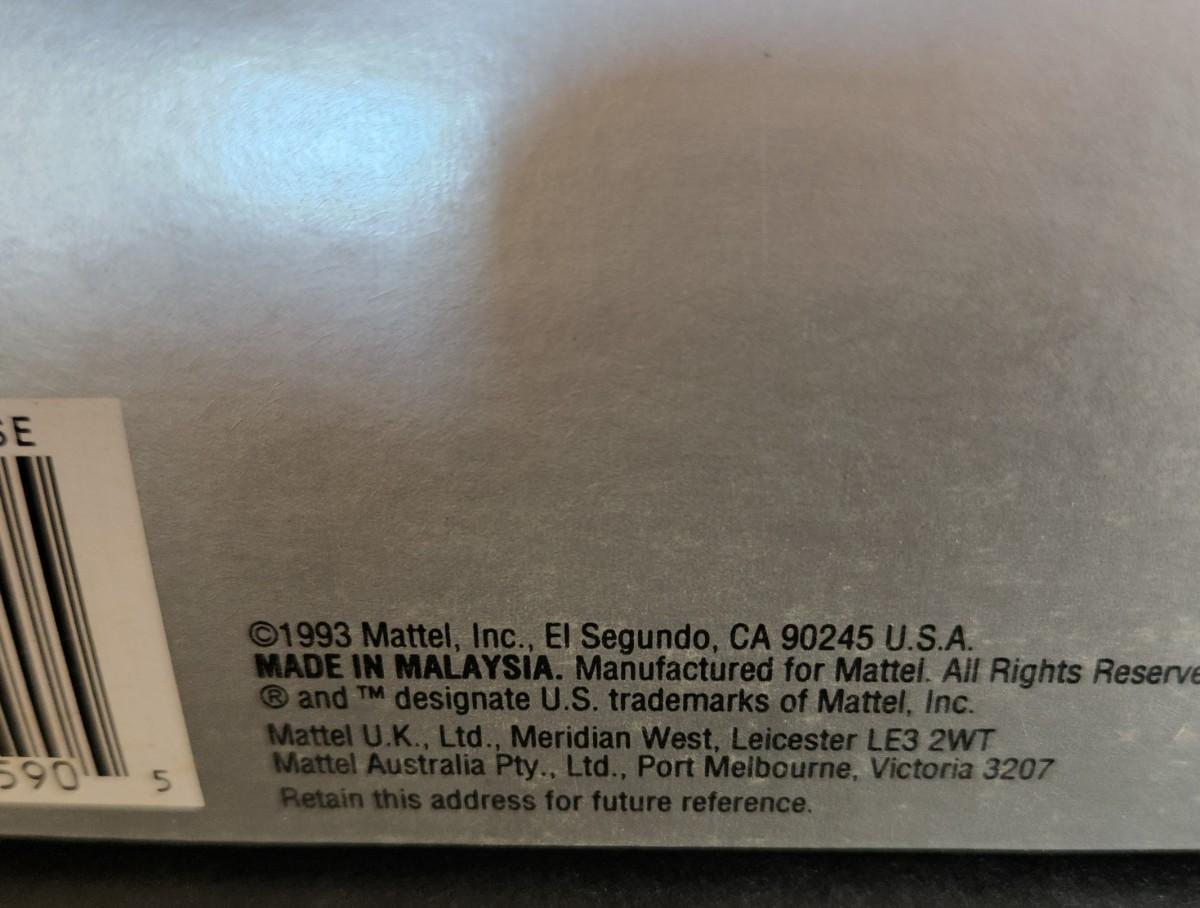 SE
590 5
©1993 Mattel, Inc., El Segundo, CA 90245 U.S.A.
MADE IN MALAYSIA. Manufactured for Mattel. All Rights Reserve
® and ™ designate U.S. trademarks of Mattel, Inc.
Mattel U.K., Ltd., Meridian West, Leicester LE3 2WT
Mattel Australia Pty., Ltd., Port Melbourne, Victoria 3207
Retain this address for future reference.